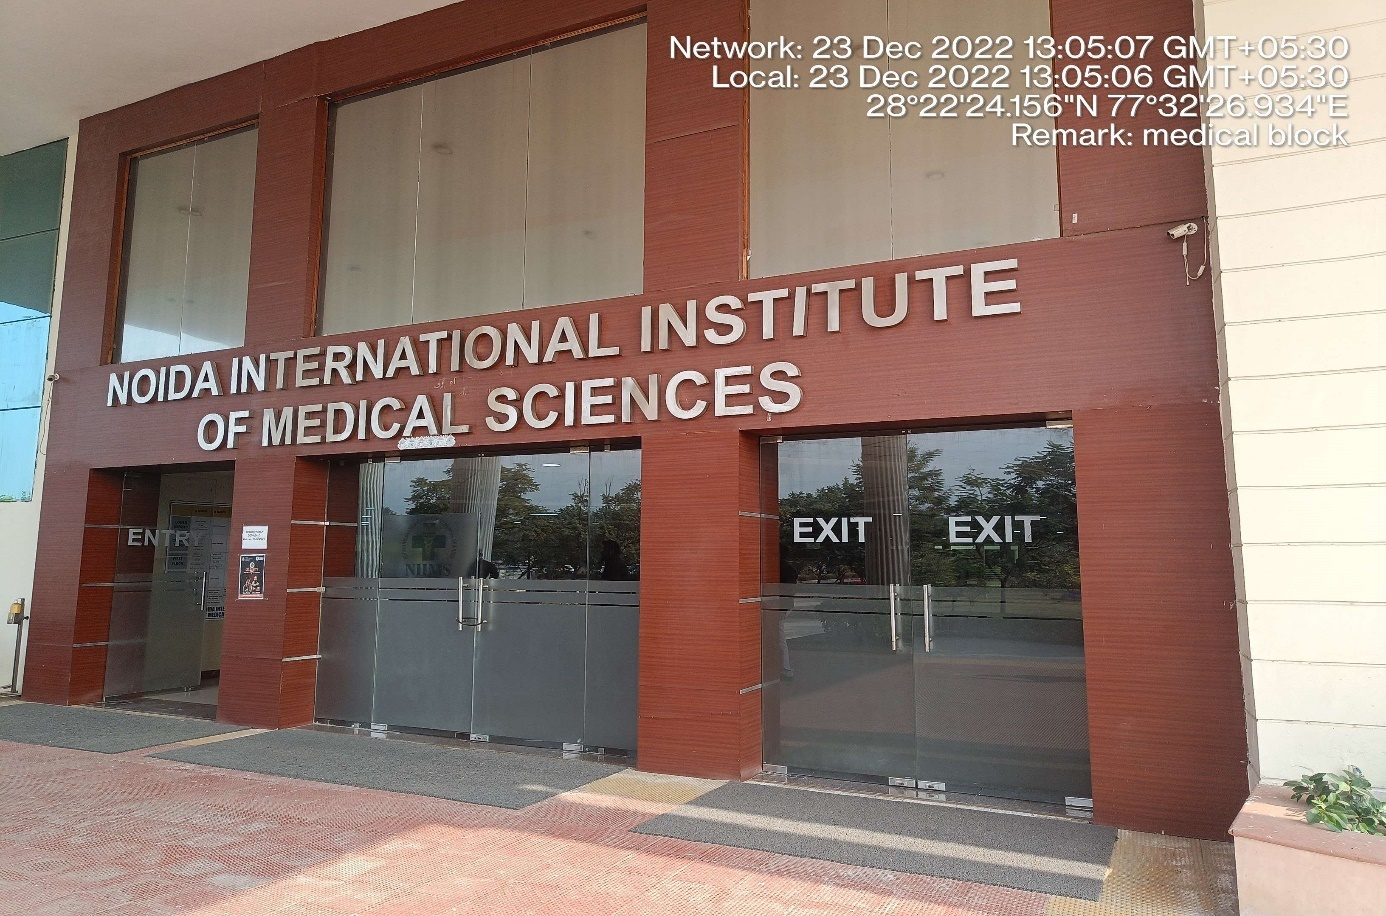 Network: 23 Dec 2022 13:05:07 GMT+05:30
Local: 23 Dec 2022 13:05:06 GMT+05:30
28°22'24.156"N 77°32'26.934"E
Remark: medical block
NOIDA INTERNATIONAL INSTITUTE
OF MEDICAL SCIENCES
ENTRY
NIIMS
EXIT
EXIT